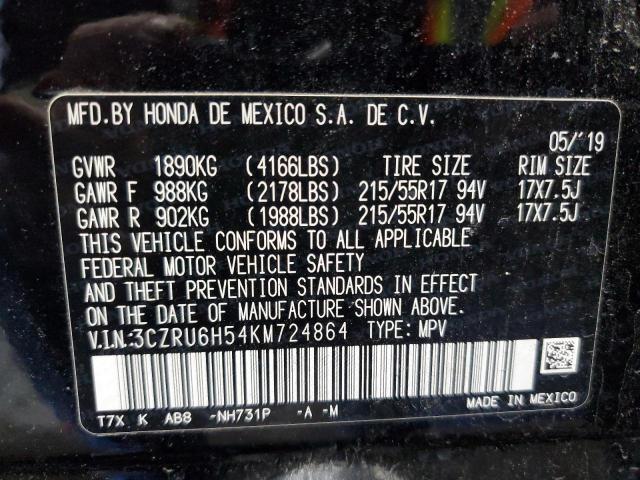 MFD.BY HONDA DE MEXICO S.A. DE C.V.
05/'19
GVWR 1890KG (4166LBS) TIRE SIZE RIM SIZE
GAWR F 988KG (2178LBS) 215/55R17 94V 17X7.5J
GAWR R 902KG (1988LBS) 215/55R17 94V 17X7.5J
THIS VEHICLE CONFORMS TO ALL APPLICABLE
FEDERAL MOTOR VEHICLE SAFETY
AND THEFT PREVENTION STANDARDS IN EFFECT
ON THE DATE OF MANUFACTURE SHOWN ABOVE.
V.I.N:3CZRU6H54KM724864 TYPE: MPV
T7X K AB8 -NH731P -A -M
MADE IN MEXICO